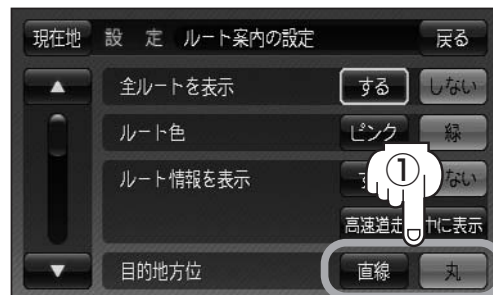 現在地 設 定 ルート案内の設定 戻る
▲ 全ルートを表示 する しない
ルート色 ピンク 緑
ルート情報を表示 ない
①
高速道走 に表示
▼ 目的地方位 直線 丸